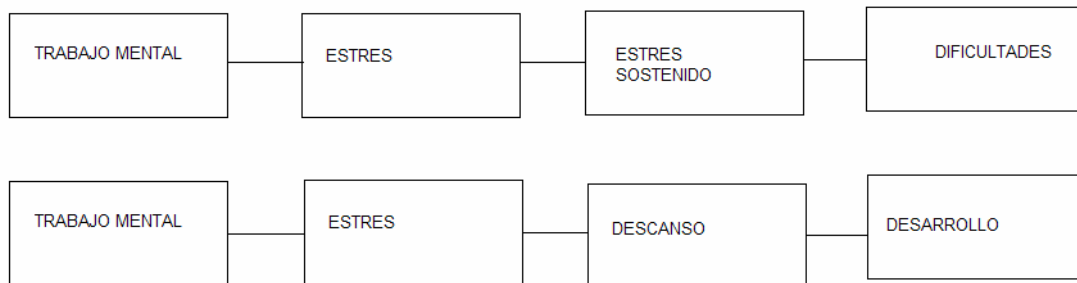 TRABAJO MENTAL
ESTRES
ESTRES
SOSTENIDO
DIFICULTADES
TRABAJO MENTAL
ESTRES
DESCANSO
DESARROLLO